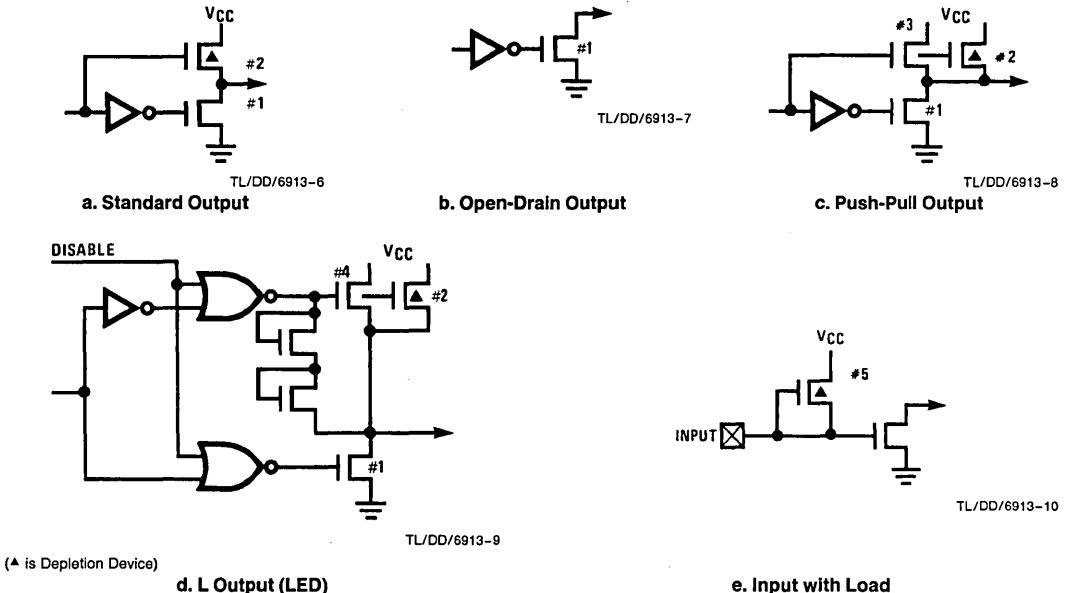 VCC
#2
#1
TL/DD/6913-6
a. Standard Output
#1
TL/DD/6913-7
b. Open-Drain Output
#3
VCC
#2
#1
TL/DD/6913-8
c. Push-Pull Output
DISABLE
#4
VCC
#2
#1
TL/DD/6913-9
(▲ is Depletion Device)
d. L Output (LED)
VCC
#5
INPUT
TL/DD/6913-10
e. Input with Load